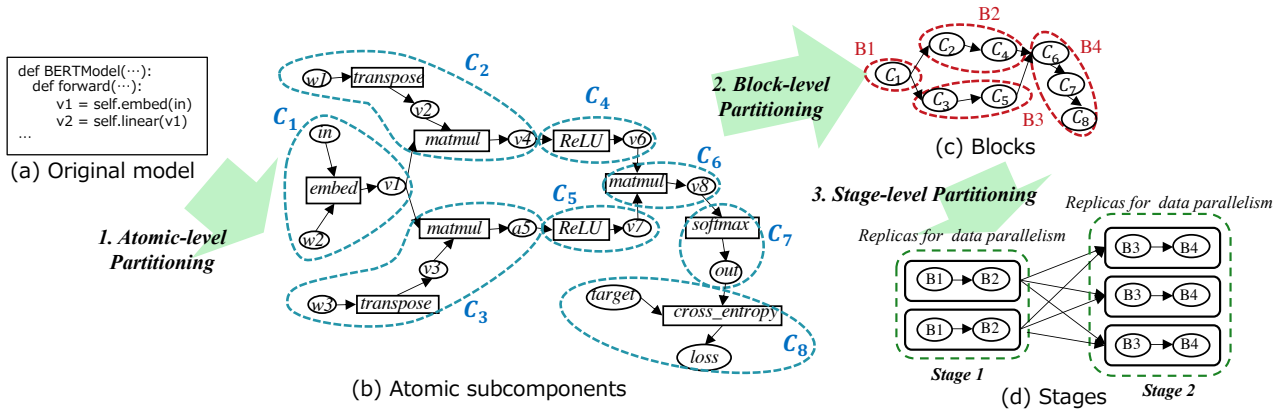 def BERTModel(⋯):
def forward(⋯):
v1 = self.embed(in)
v2 = self.linear(v1)
...
(a) Original model
1. Atomic-level
Partitioning
C1
in
embed
v1
w2
C2
w1
transpose
v2
matmul
v4
C4
ReLU
v6
C6
matmul
v8
C3
matmul
a5
v3
w3
transpose
C5
ReLU
v7
C7
softmax
out
C8
target
cross_entropy
loss
(b) Atomic subcomponents
2. Block-level
Partitioning
B1
C1
B2
C2
C4
B3
C3
C5
B4
C6
C7
C8
(c) Blocks
3. Stage-level Partitioning
Replicas for data parallelism
B1
B2
B1
B2
Stage 1
Replicas for data parallelism
B3
B4
B3
B4
B3
B4
Stage 2
(d) Stages